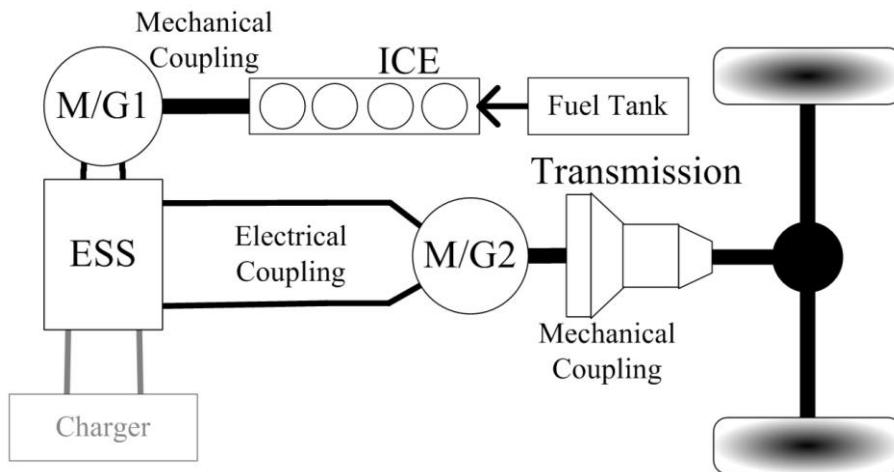 Mechanical
Coupling
ICE
M/G1
Fuel Tank
Transmission
ESS
Electrical
Coupling
M/G2
Mechanical
Coupling
Charger